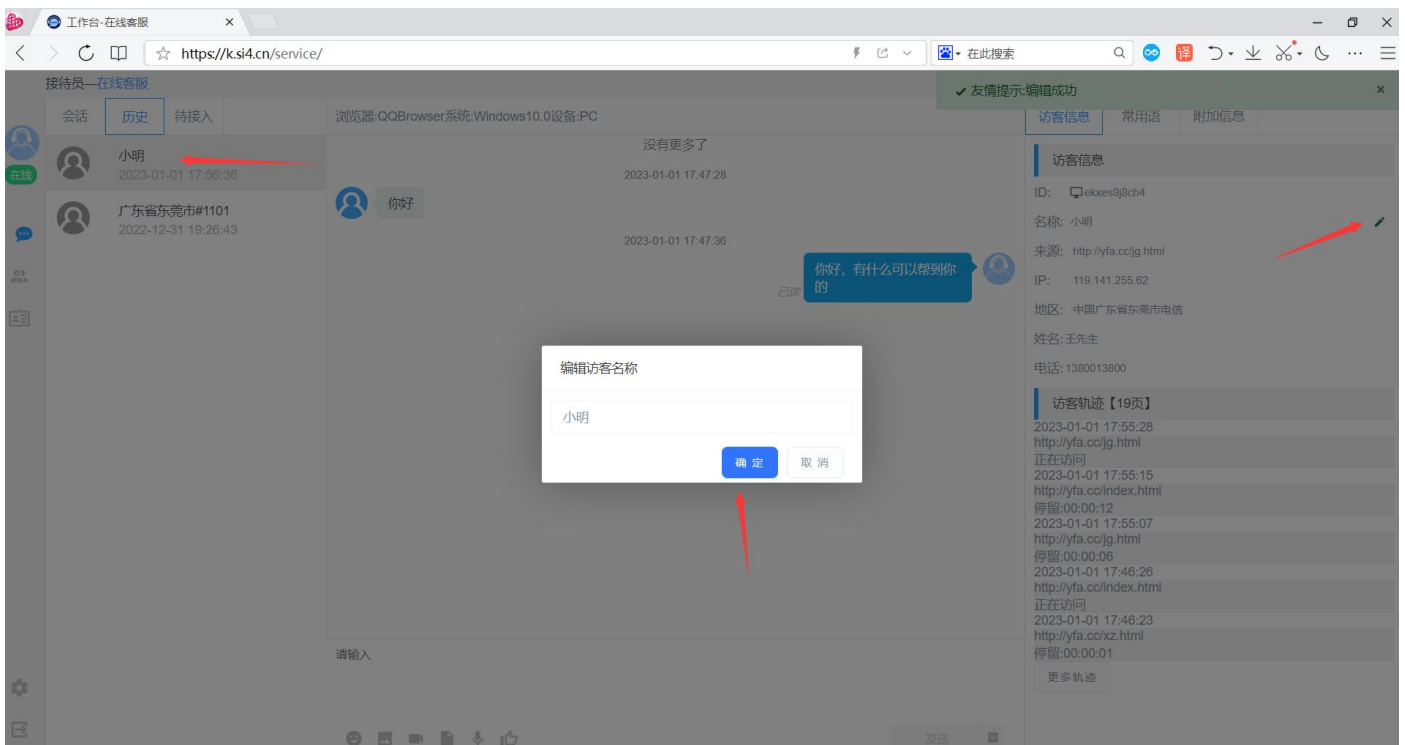 工作台-在线客服
https://k.si4.cn/service/
在此搜索
译
接待员—在线客服
友情提示:编辑成功
会话 历史 待接入
浏览器:QQBrowser系统:Windows10.0设备:PC
访客信息 常用语 附加信息
在线
小明
2023-01-01 17:56:36
广东省东莞市#1101
2022-12-31 19:26:43
没有更多了
2023-01-01 17:47:28
你好
2023-01-01 17:47:36
你好，有什么可以帮到你
的
已读
编辑访客名称
小明
确 定 取 消
请输入
发送
访客信息
ID: ekxes9j8ch4
名称: 小明
来源: http://yfa.cc/jg.html
IP: 119.141.255.62
地区: 中国广东省东莞市电信
姓名: 王先生
电话: 1380013800
访客轨迹【19页】
2023-01-01 17:55:28
http://yfa.cc/jg.html
正在访问
2023-01-01 17:55:15
http://yfa.cc/index.html
停留:00:00:12
2023-01-01 17:55:07
http://yfa.cc/jg.html
停留:00:00:06
2023-01-01 17:46:26
http://yfa.cc/index.html
正在访问
2023-01-01 17:46:23
http://yfa.cc/xz.html
停留:00:00:01
更多轨迹